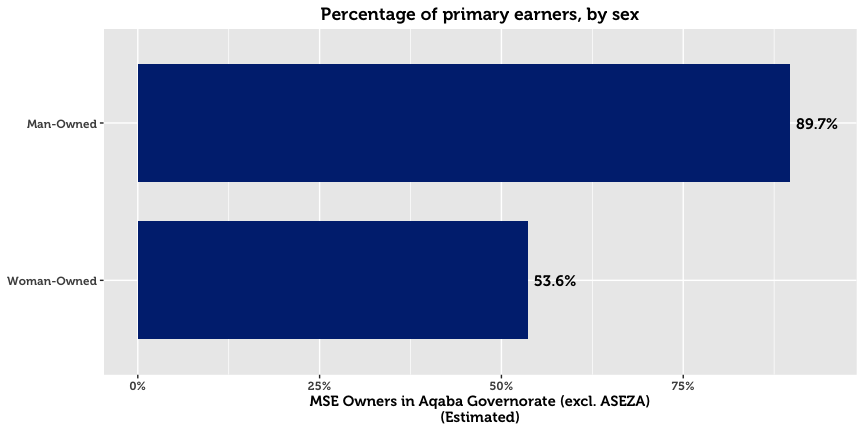 Percentage of primary earners, by sex
Man-Owned
89.7%
Woman-Owned
53.6%
0%
25%
50%
75%
MSE Owners in Aqaba Governorate (excl. ASEZA)
(Estimated)